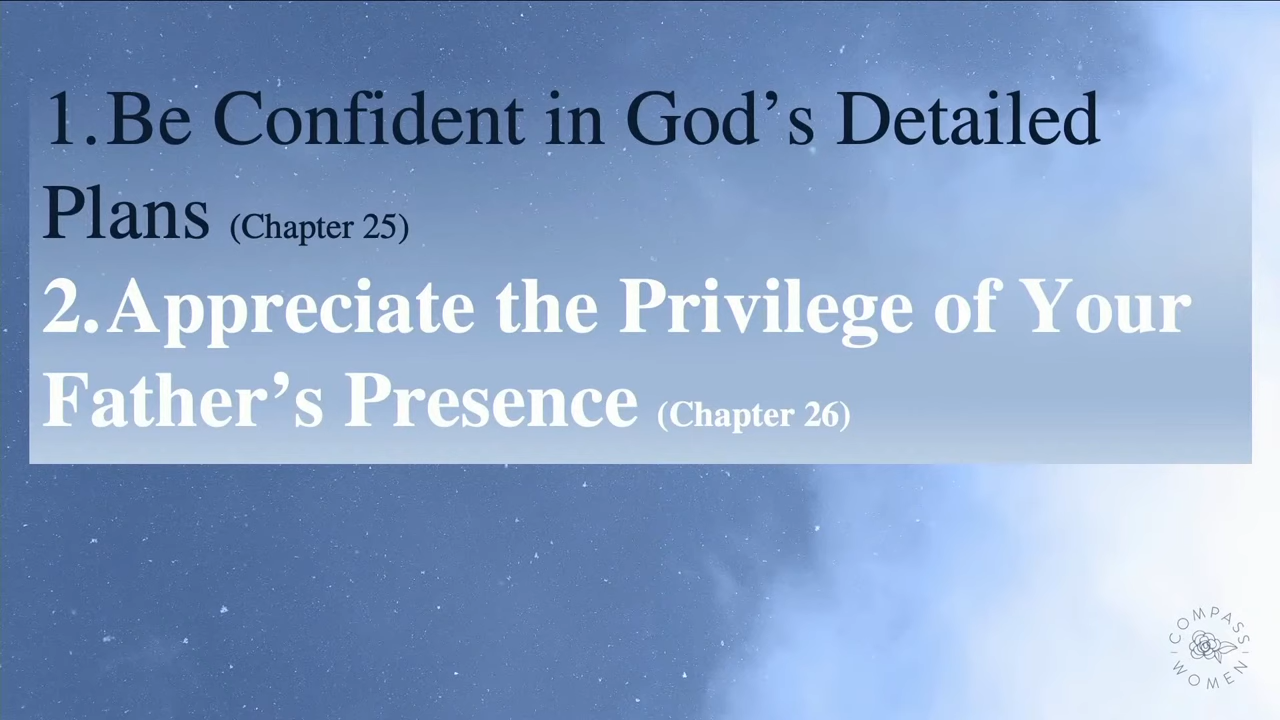 1.Be Confident in God’s Detailed
Plans (Chapter 25)
2.Appreciate the Privilege of Your
Father’s Presence (Chapter 26)
COMPASS
WOMEN